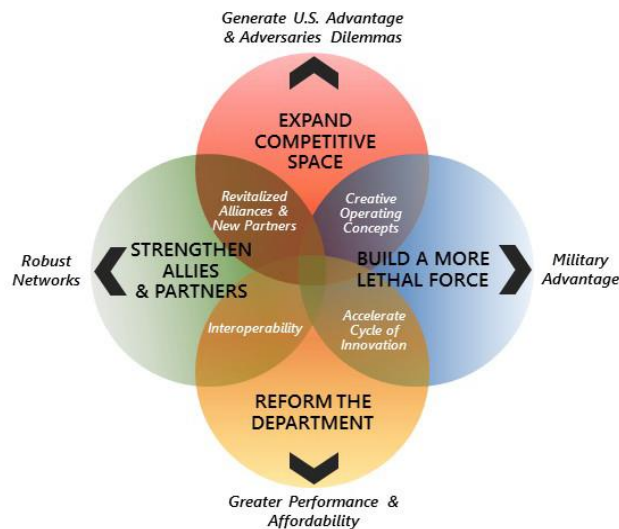 Generate U.S. Advantage
& Adversaries Dilemmas
EXPAND
COMPETITIVE
SPACE
Revitalized
Alliances &
New Partners
Creative
Operating
Concepts
Robust
Networks
STRENGTHEN
ALLIES
& PARTNERS
BUILD A MORE
LETHAL FORCE
Military
Advantage
Interoperability
Accelerate
Cycle of
Innovation
REFORM THE
DEPARTMENT
Greater Performance &
Affordability